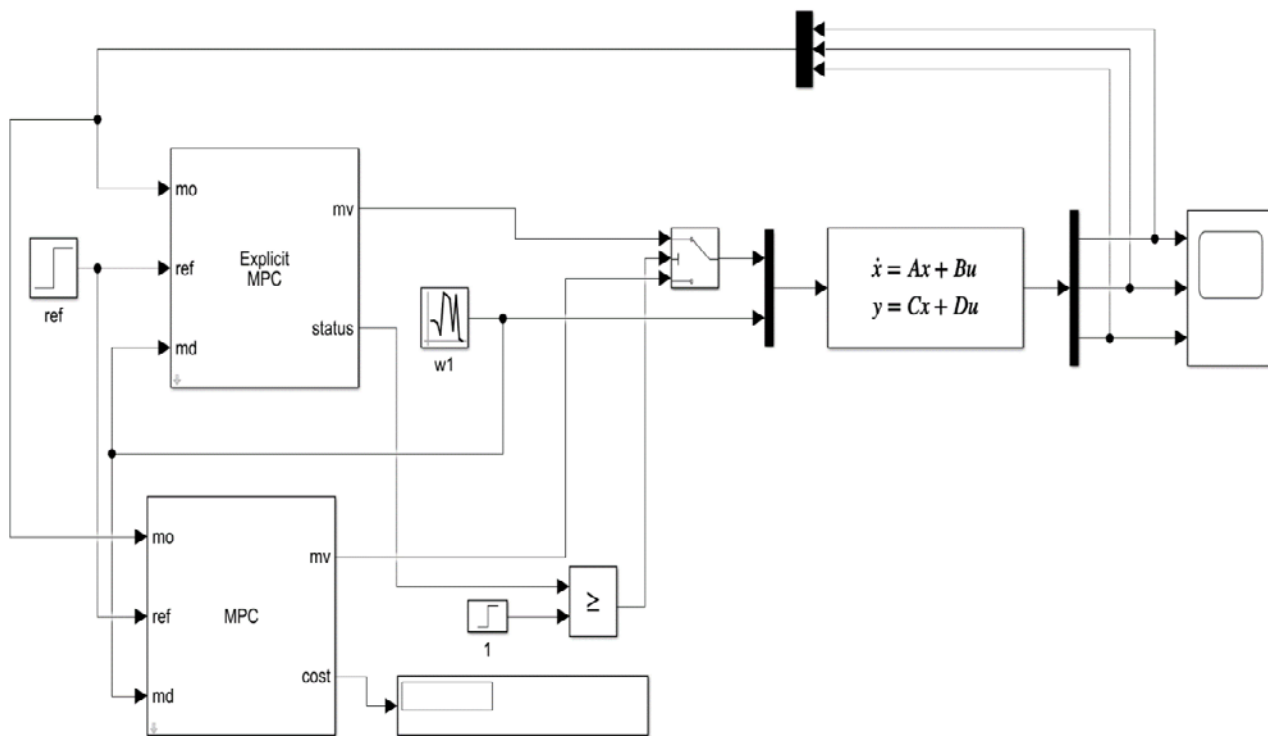 mo
ref
md
Explicit
MPC
mv
status
ref
w1
ẋ = Ax + Bu
y = Cx + Du
mo
ref
md
MPC
mv
cost
≥
1